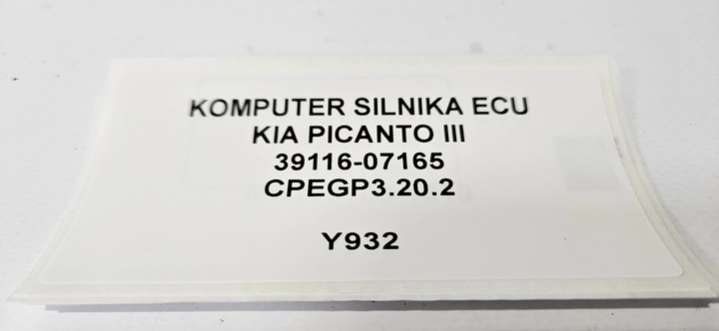 KOMPUTER SILNIKA ECU
KIA PICANTO III
39116-07165
CPEGP3.20.2
Y932